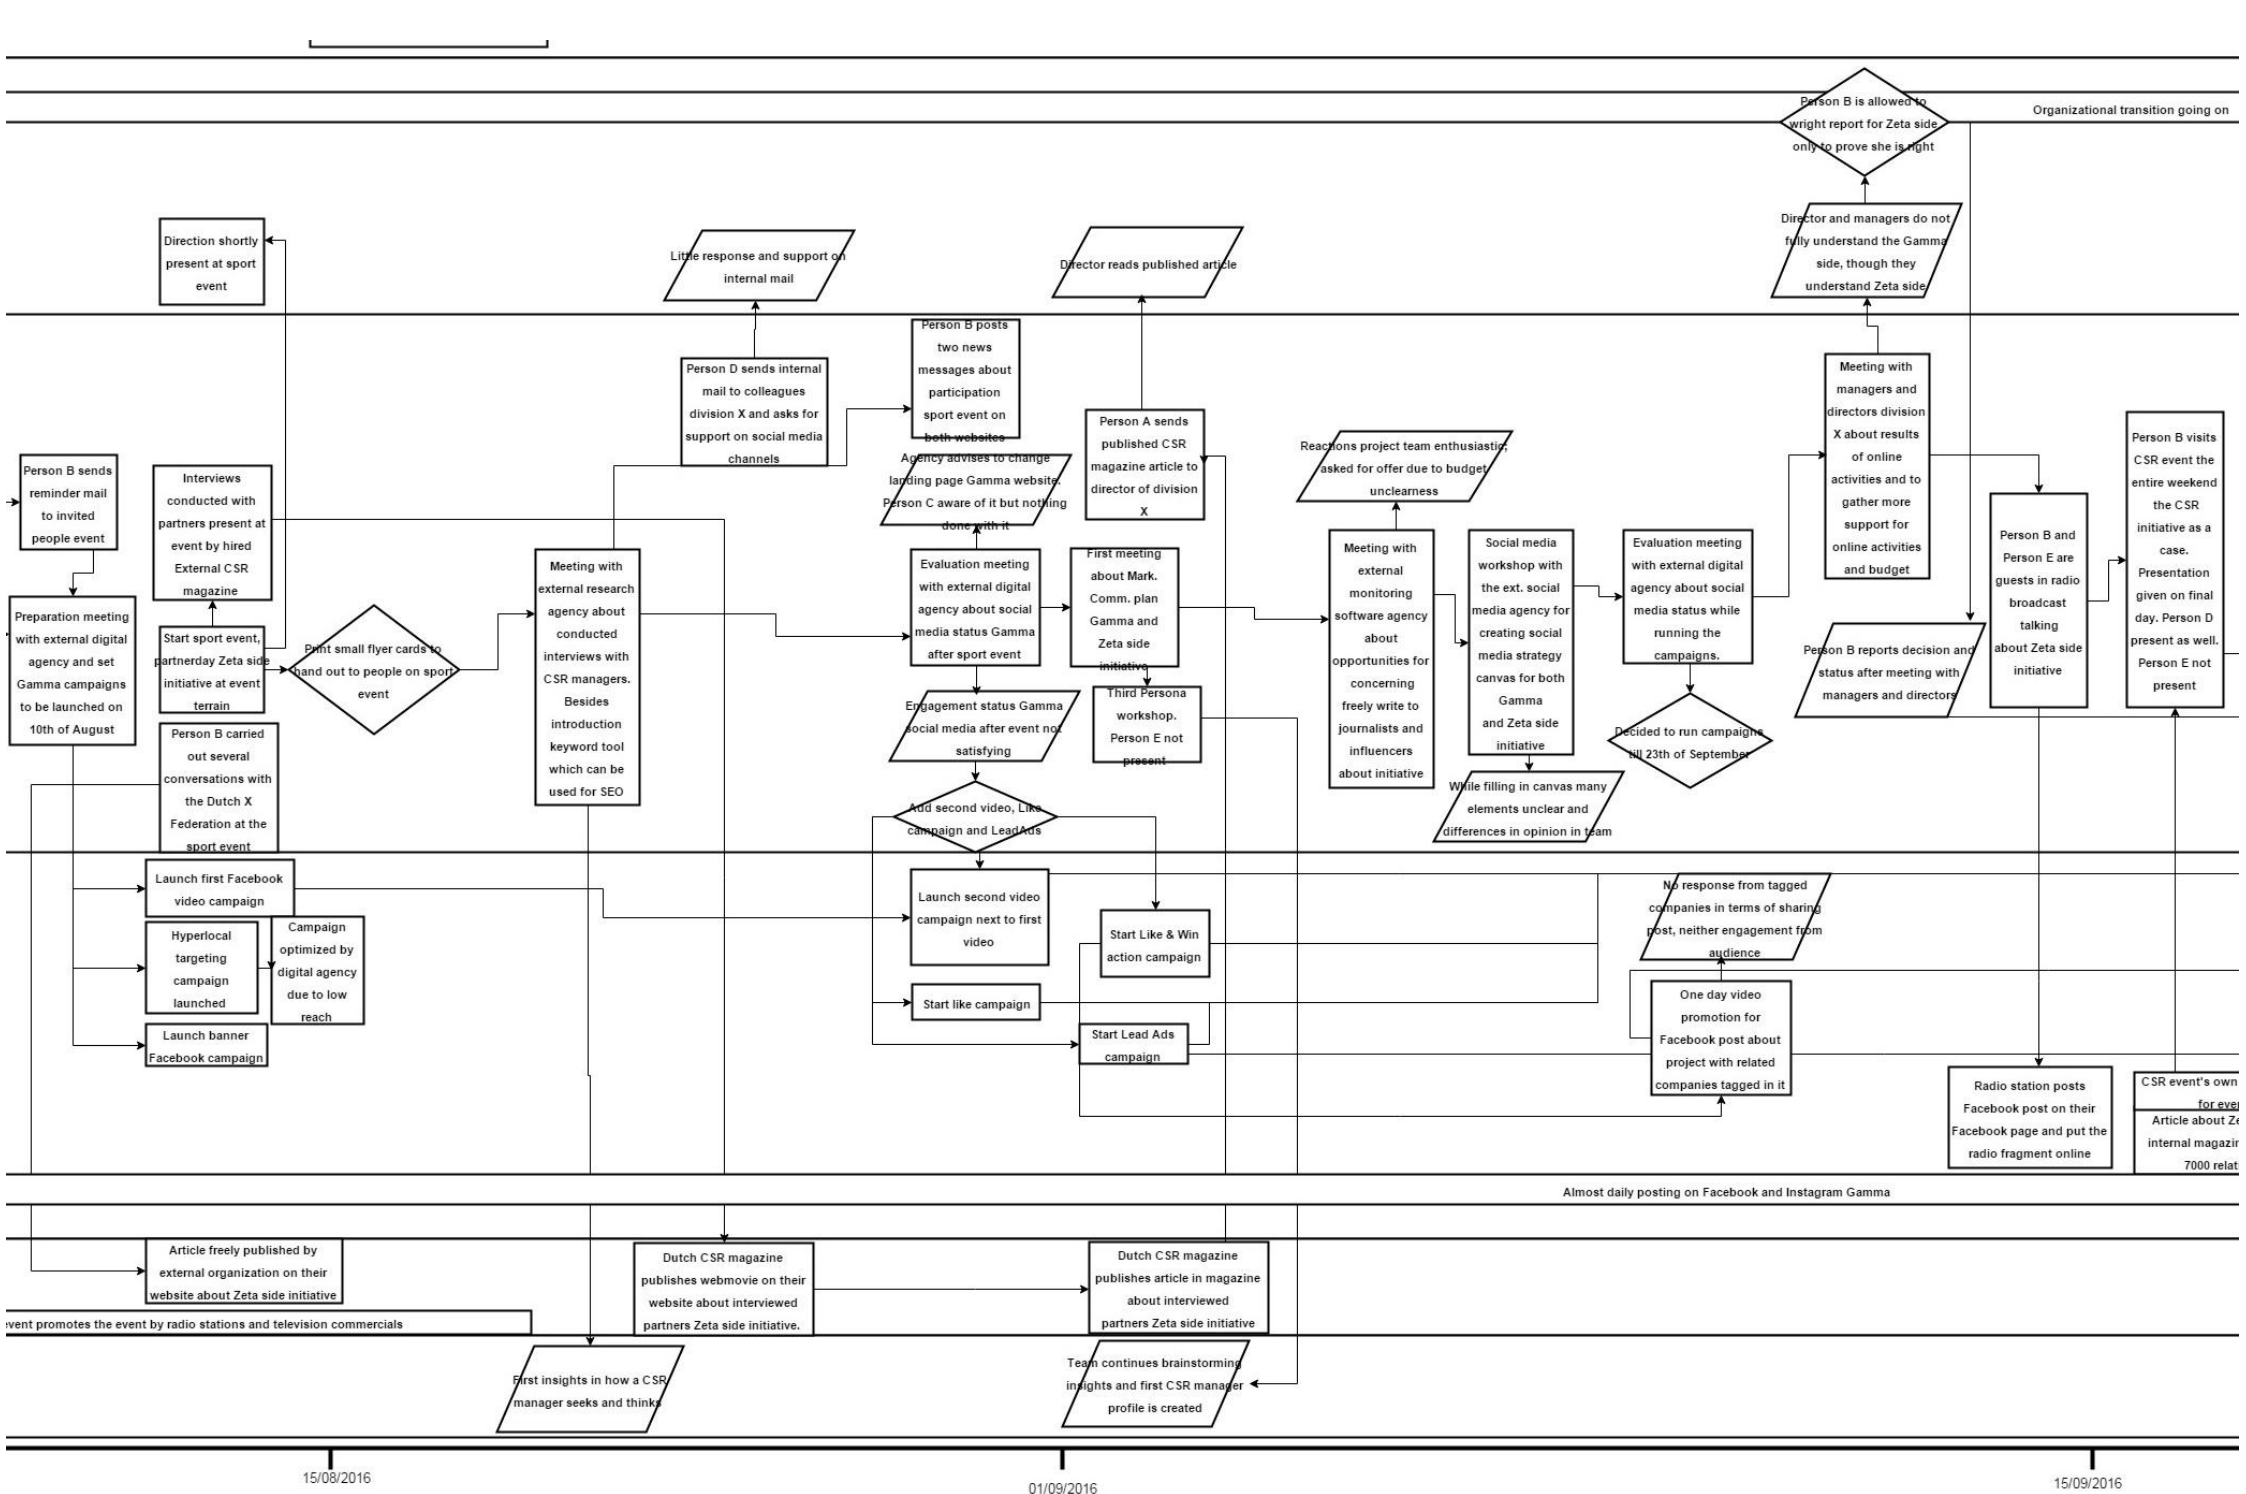 Person B is allowed to
wright report for Zeta side
only to prove she is right
Organizational transition going on
Direction shortly
present at sport
event
Little response and support on
internal mail
Director reads published article
Director and managers do not
fully understand the Gamma
side, though they
understand Zeta side
Person B sends
reminder mail
to invited
people event
Preparation meeting
with external digital
agency and set
Gamma campaigns
to be launched on
10th of August
Interviews
conducted with
partners present at
event by hired
External CSR
magazine
Start sport event,
partnerday Zeta side
initiative at event
terrain
Person B carried
out several
conversations with
the Dutch X
Federation at the
sport event
Print small flyer cards to
hand out to people on sport
event
Meeting with
external research
agency about
conducted
interviews with
CSR managers.
Besides
introduction
keyword tool
which can be
used for SEO
Person D sends internal
mail to colleagues
division X and asks for
support on social media
channels
Person B posts
two news
messages about
participation
sport event on
both websites
Agency advises to change
landing page Gamma website.
Person C aware of it but nothing
done with it
Evaluation meeting
with external digital
agency about social
media status Gamma
after sport event
Engagement status Gamma
social media after event not
satisfying
Add second video, Like
campaign and LeadAds
Person A sends
published CSR
magazine article to
director of division
X
First meeting
about Mark.
Comm. plan
Gamma and
Zeta side
initiative
Third Persona
workshop.
Person E not
present
Reactions project team enthusiastic;
asked for offer due to budget
unclearness
Meeting with
external
monitoring
software agency
about
opportunities for
concerning
freely write to
journalists and
influencers
about initiative
Social media
workshop with
the ext. social
media agency for
creating social
media strategy
canvas for both
Gamma
and Zeta side
initiative
While filling in canvas many
elements unclear and
differences in opinion in team
Evaluation meeting
with external digital
agency about social
media status while
running the
campaigns.
Decided to run campaigns
till 23th of September
Meeting with
managers and
directors division
X about results
of online
activities and to
gather more
support for
online activities
and budget
Person B reports decision and
status after meeting with
managers and directors
Person B and
Person E are
guests in radio
broadcast
talking
about Zeta side
initiative
Person B visits
CSR event the
entire weekend
the CSR
initiative as a
case.
Presentation
given on final
day. Person D
present as well.
Person E not
present
Launch first Facebook
video campaign
Hyperlocal
targeting
campaign
launched
Campaign
optimized by
digital agency
due to low
reach
Launch banner
Facebook campaign
Launch second video
campaign next to first
video
Start like campaign
Start Like & Win
action campaign
Start Lead Ads
campaign
No response from tagged
companies in terms of sharing
post, neither engagement from
audience
One day video
promotion for
Facebook post about
project with related
companies tagged in it
Radio station posts
Facebook post on their
Facebook page and put the
radio fragment online
CSR event's own
for eve
Article about Ze
internal magazin
7000 relat
Almost daily posting on Facebook and Instagram Gamma
Article freely published by
external organization on their
website about Zeta side initiative
event promotes the event by radio stations and television commercials
Dutch CSR magazine
publishes webmovie on their
website about interviewed
partners Zeta side initiative.
Dutch CSR magazine
publishes article in magazine
about interviewed
partners Zeta side initiative
First insights in how a CSR
manager seeks and thinks
Team continues brainstorming
insights and first CSR manager
profile is created
15/08/2016
01/09/2016
15/09/2016